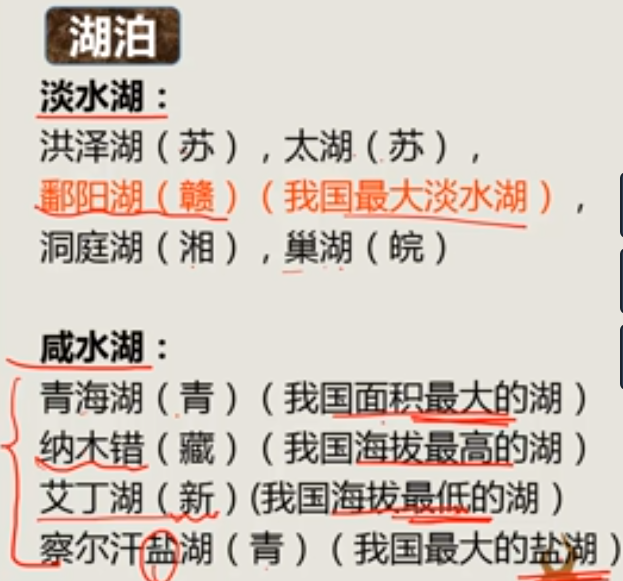 湖泊
淡水湖：
洪泽湖（苏），太湖（苏），
鄱阳湖（赣）（我国最大淡水湖），
洞庭湖（湘），巢湖（皖）
咸水湖：
青海湖（青）（我国面积最大的湖）
纳木错（藏）（我国海拔最高的湖）
艾丁湖（新）(我国海拔最低的湖）
察尔汗盐湖（青）（我国最大的盐湖）